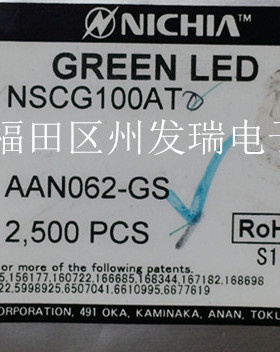 NICHIA
GREEN LED
NSCG100AT
福田区州发瑞电子
AAN062-GS
2,500 PCS
RoH
S1
or more of the following patents.
5,156177,160722,166685,168344,167182,168698
22,5998925,6507041,6610995,6677619
ORPORATION, 491 OKA, KAMINAKA, ANAN, TOKU